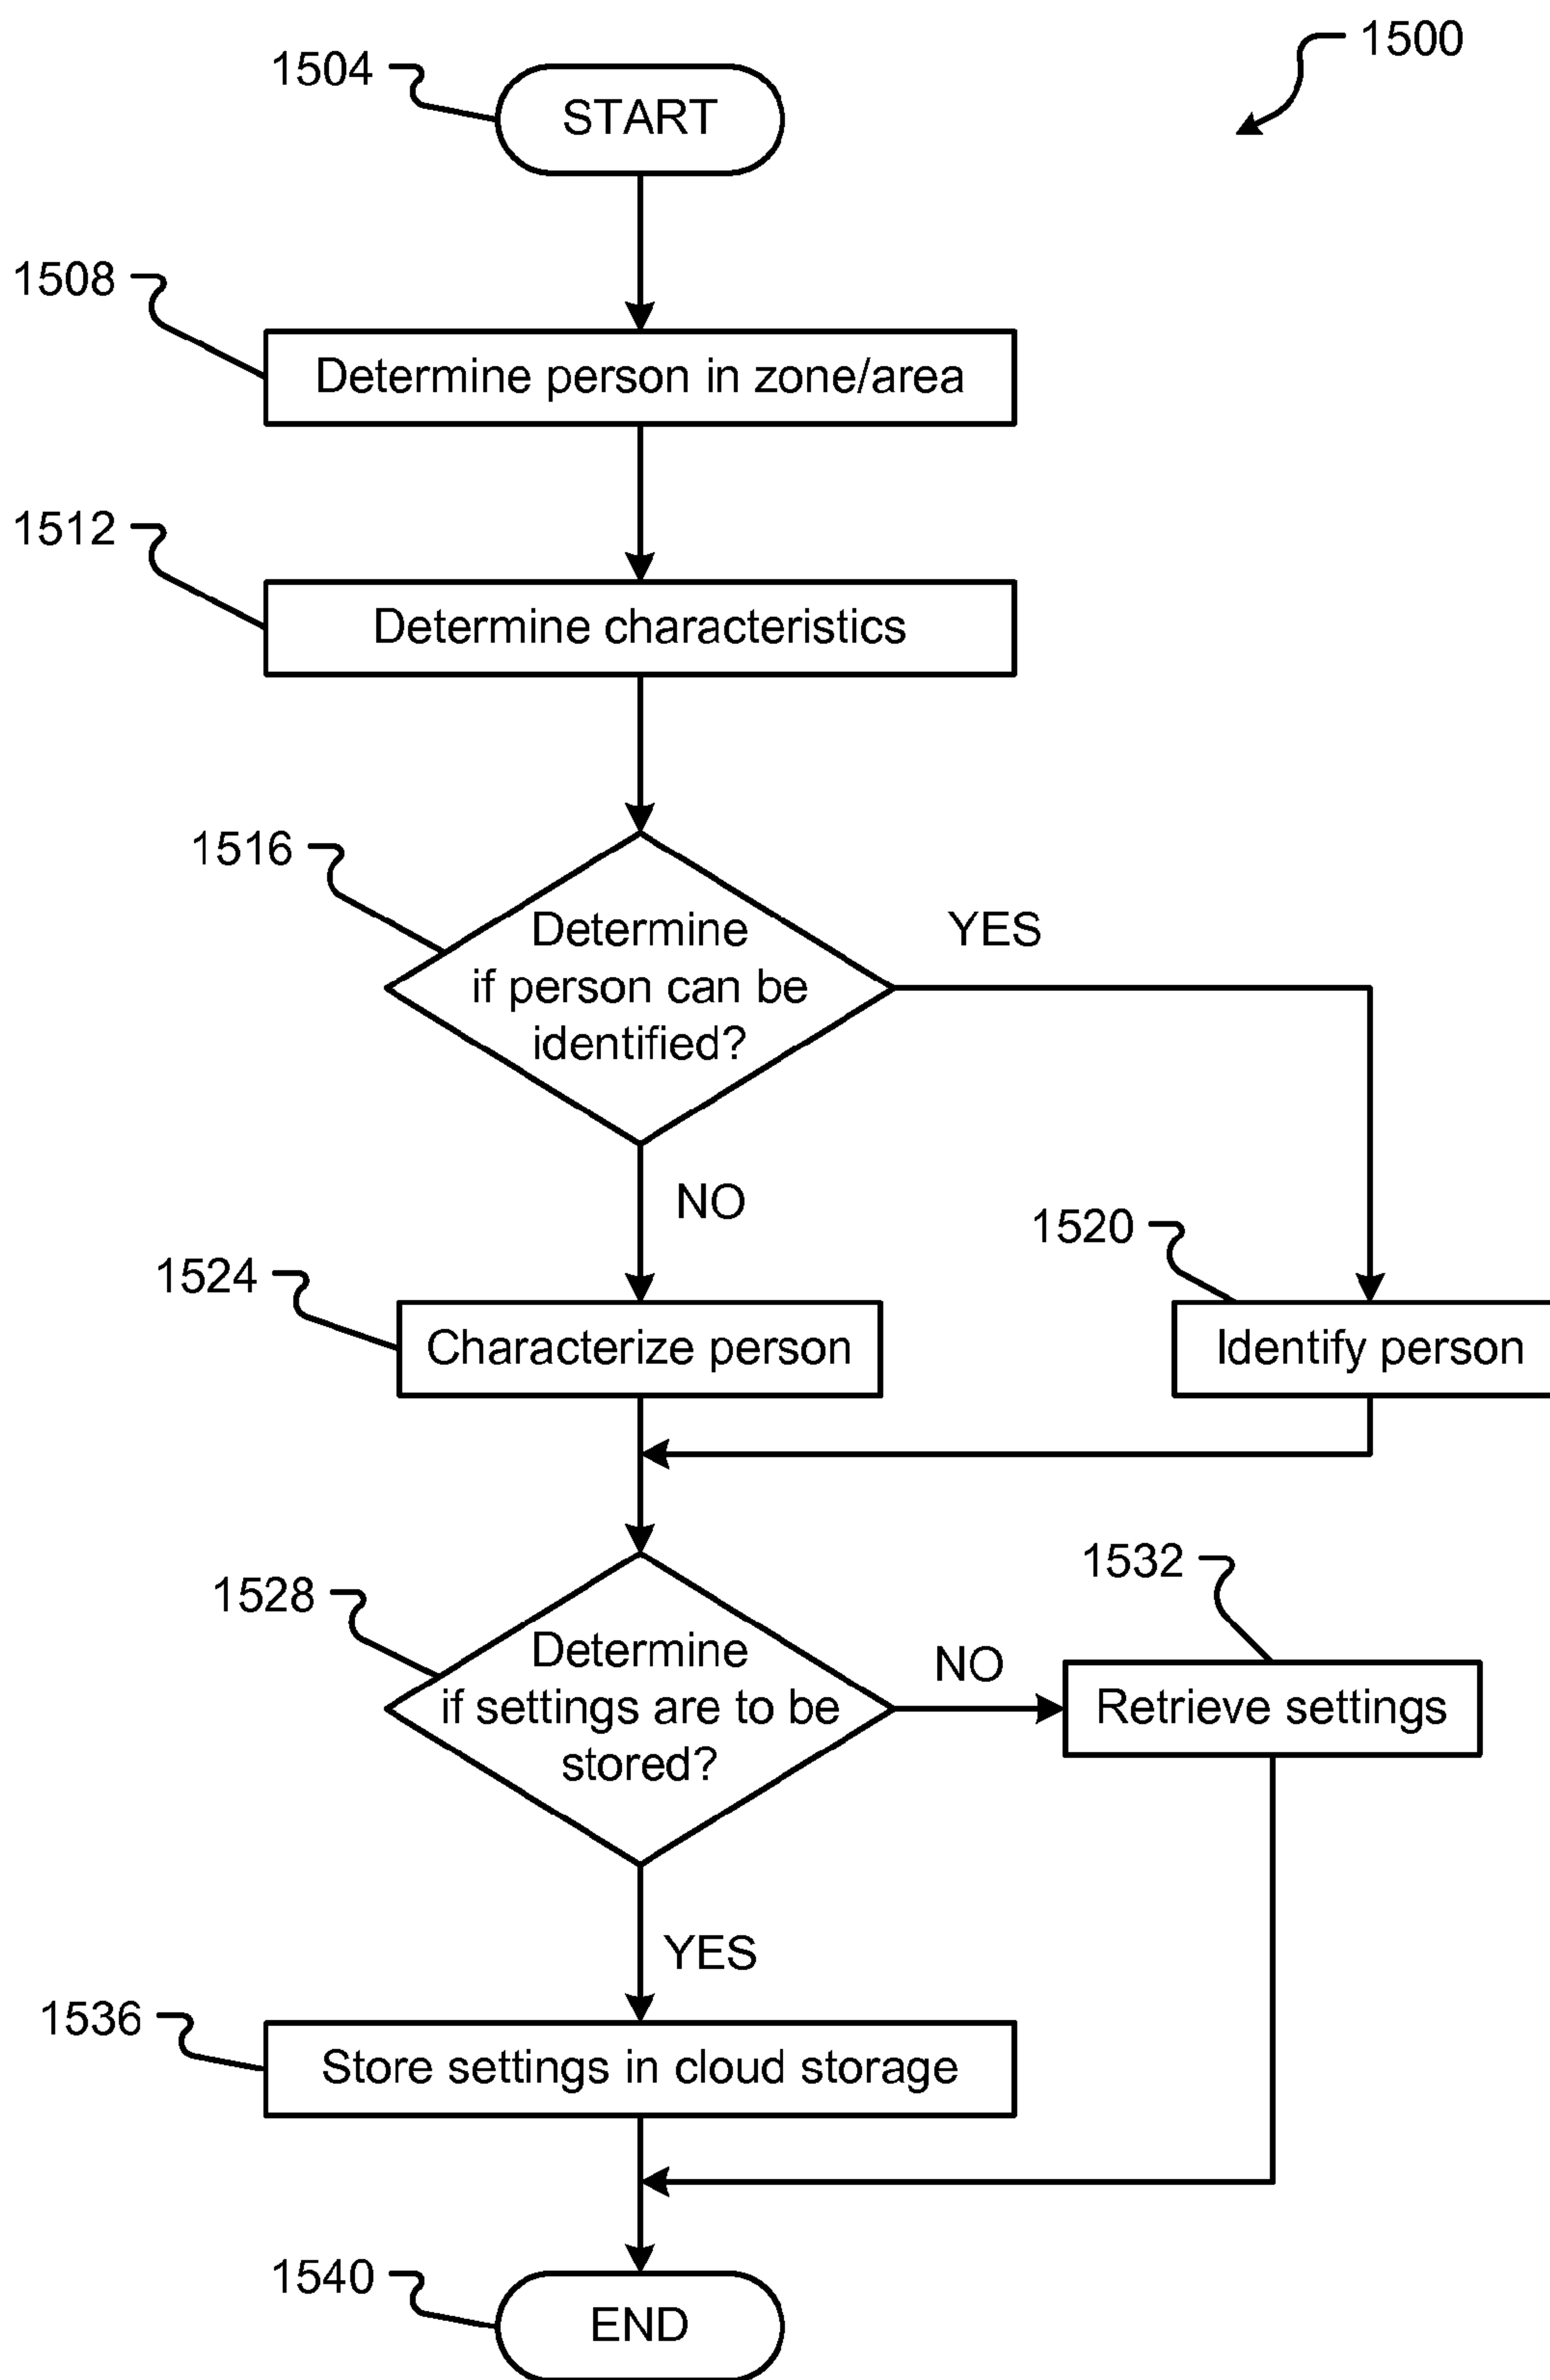 1500
1504
START
1508
Determine person in zone/area
1512
Determine characteristics
1516
Determine
if person can be
identified?
YES
NO
1520
1524
Characterize person
Identify person
1528
1532
Determine
if settings are to be
stored?
NO
Retrieve settings
YES
1536
Store settings in cloud storage
1540
END